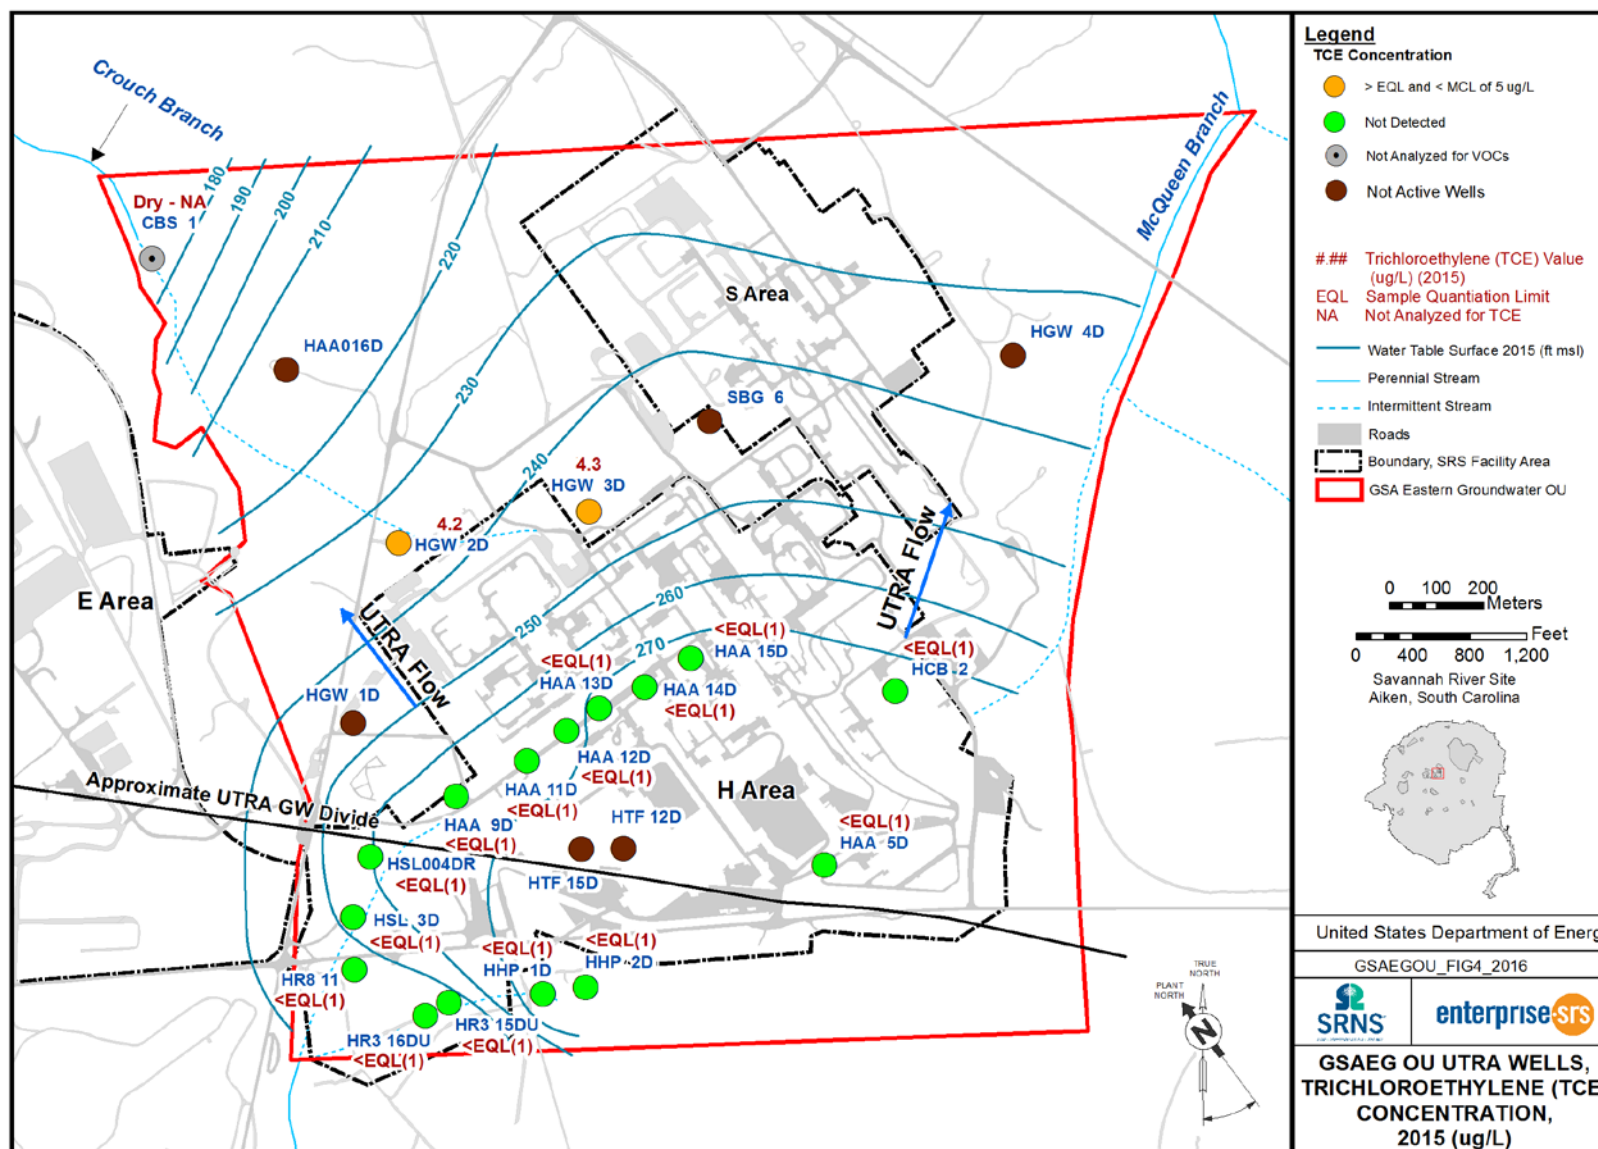 Crouch Branch
Dry - NA
CBS 1
180
190
200
210
220
230
240
250
260
270
McQueen Branch
S Area
HAA016D
HGW 4D
SBG 6
4.3
HGW 3D
4.2
HGW 2D
E Area
UTRA Flow
UTRA Flow
HGW 1D
<EQL(1)
HAA 15D
<EQL(1)
HCB 2
<EQL(1)
HAA 13D
HAA 14D
<EQL(1)
HAA 12D
<EQL(1)
HAA 11D
<EQL(1)
H Area
Approximate UTRA GW Divide
HAA 9D
<EQL(1)
HTF 12D
HTF 15D
<EQL(1)
HAA 5D
HSL004DR
<EQL(1)
HSL 3D
<EQL(1)
HR8 11
<EQL(1)
<EQL(1)
HHP 1D
<EQL(1)
HHP 2D
HR3 15DU
<EQL(1)
HR3 16DU
<EQL(1)
TRUE
NORTH
PLANT
NORTH
N
Legend
TCE Concentration
> EQL and < MCL of 5 ug/L
Not Detected
Not Analyzed for VOCs
Not Active Wells
#.## Trichloroethylene (TCE) Value
(ug/L) (2015)
EQL Sample Quantiation Limit
NA Not Analyzed for TCE
Water Table Surface 2015 (ft msl)
Perennial Stream
Intermittent Stream
Roads
Boundary, SRS Facility Area
GSA Eastern Groundwater OU
0 100 200
Meters
Feet
0 400 800 1,200
Savannah River Site
Aiken, South Carolina
United States Department of Energ
GSAEGOU_FIG4_2016
SRNS
enterprise·srs
GSAEG OU UTRA WELLS,
TRICHLOROETHYLENE (TCE
CONCENTRATION,
2015 (ug/L)